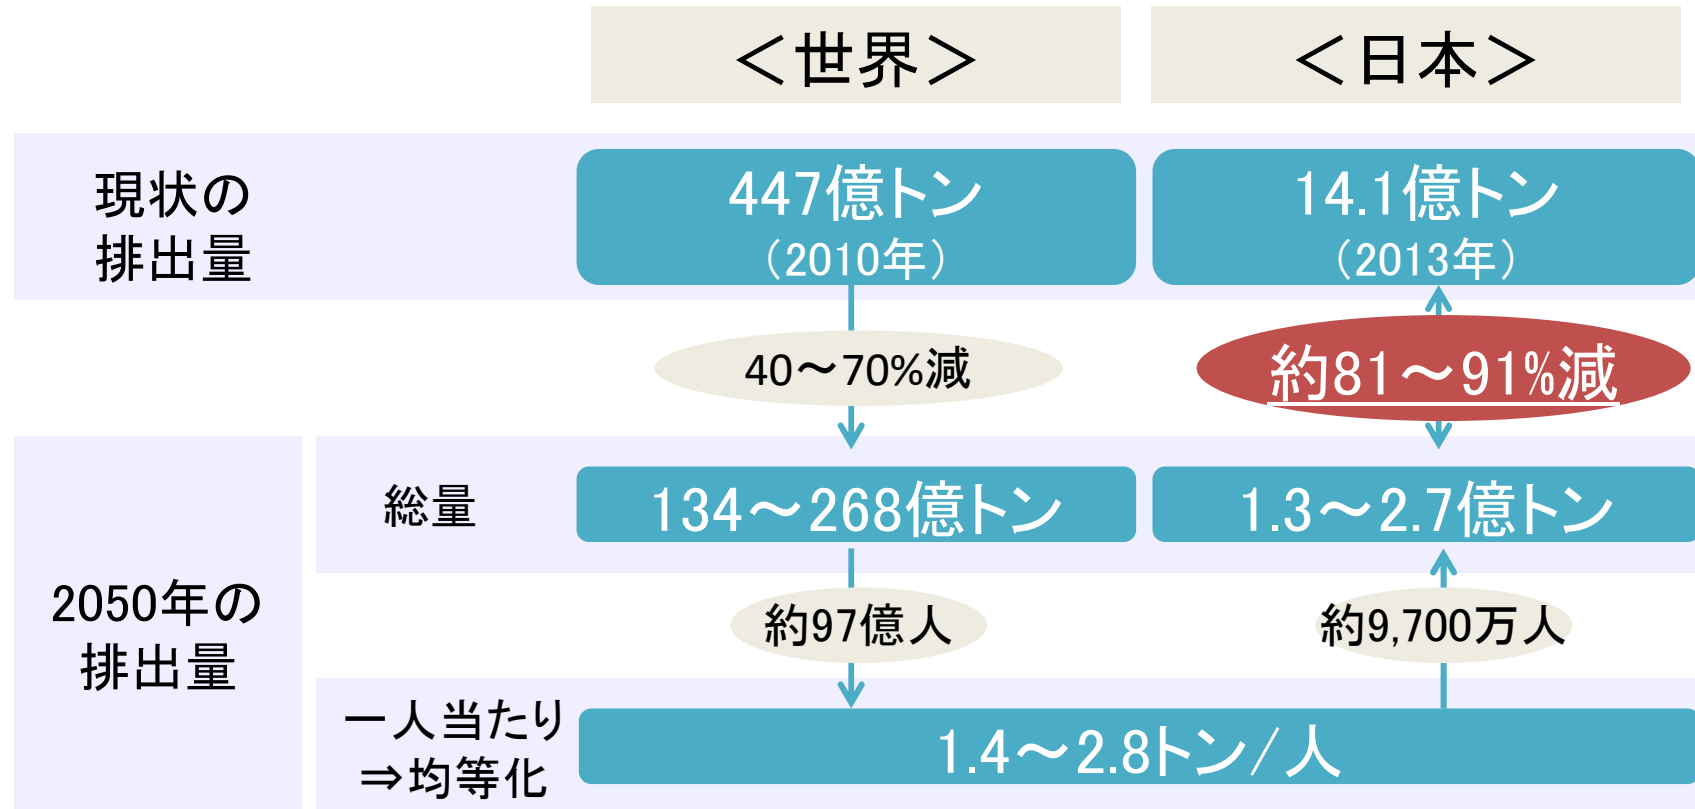 ＜世界＞
＜日本＞
現状の
排出量
447億トン
（2010年）
14.1億トン
（2013年）
40～70%減
約81～91%減
2050年の
排出量
総量
134～268億トン
1.3～2.7億トン
約97億人
約9,700万人
一人当たり
⇒均等化
1.4～2.8トン/人